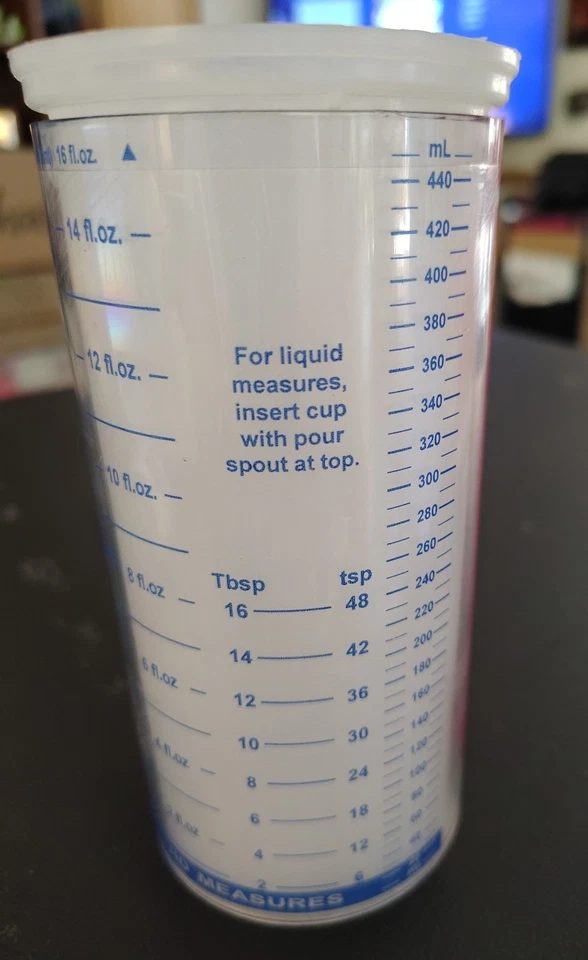 16 fl.oz. ▲
14 fl.oz.
12 fl.oz.
10 fl.oz.
8 fl.oz
6 fl.oz
4 fl.oz
For liquid
measures,
insert cup
with pour
spout at top.
Tbsp tsp
16 48
14 42
12 36
10 30
8 24
6 18
4 12
2 6
mL
440
420
400
380
360
340
320
300
280
260
240
220
200
180
160
140
120
100
80
60
MEASURES